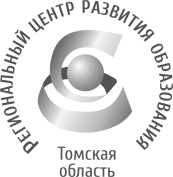 РЕГИОНАЛЬНЫЙ ЦЕНТР РАЗВИТИЯ ОБРАЗОВАНИЯ
Томская
область